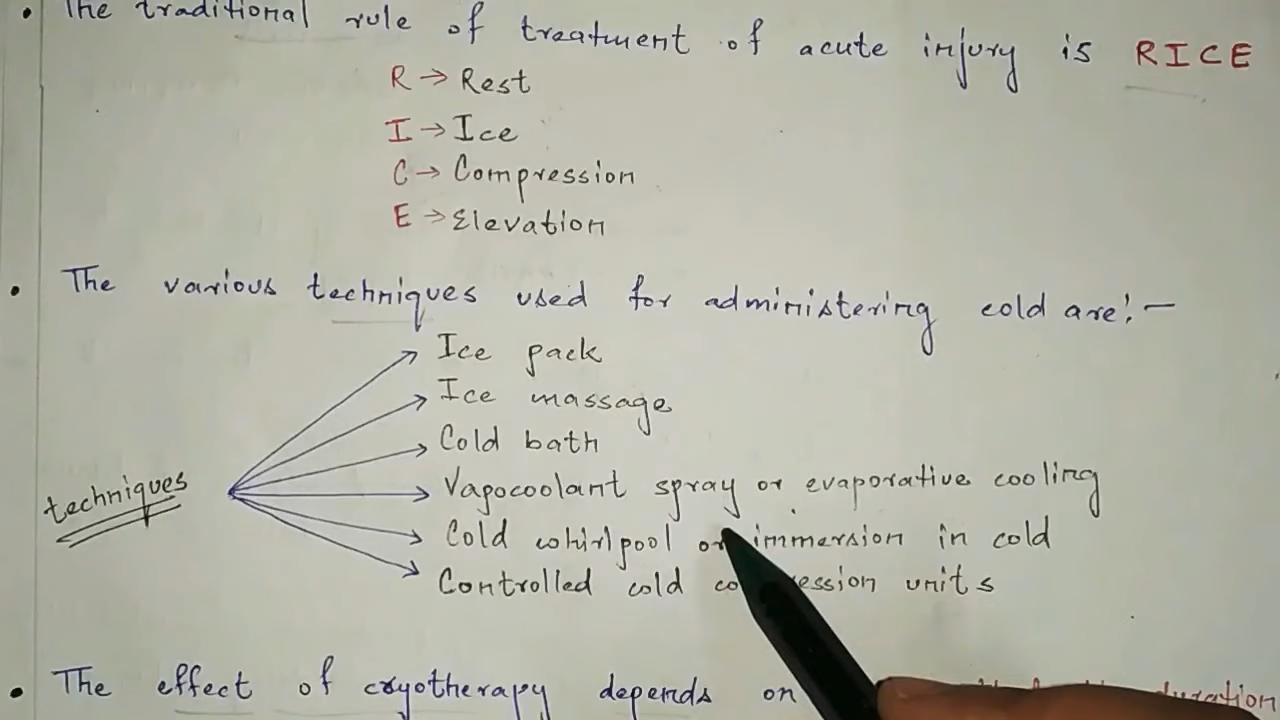 • The traditional rule of treatment of acute injury is RICE
R → Rest
I → Ice
C → Compression
E → Elevation
• The various techniques used for administering cold are:-
techniques
Ice pack
Ice massage
Cold bath
Vapocoolant spray or evaporative cooling
Cold whirlpool or immersion in cold
Controlled cold units
• The effect of cryotherapy depends on duration